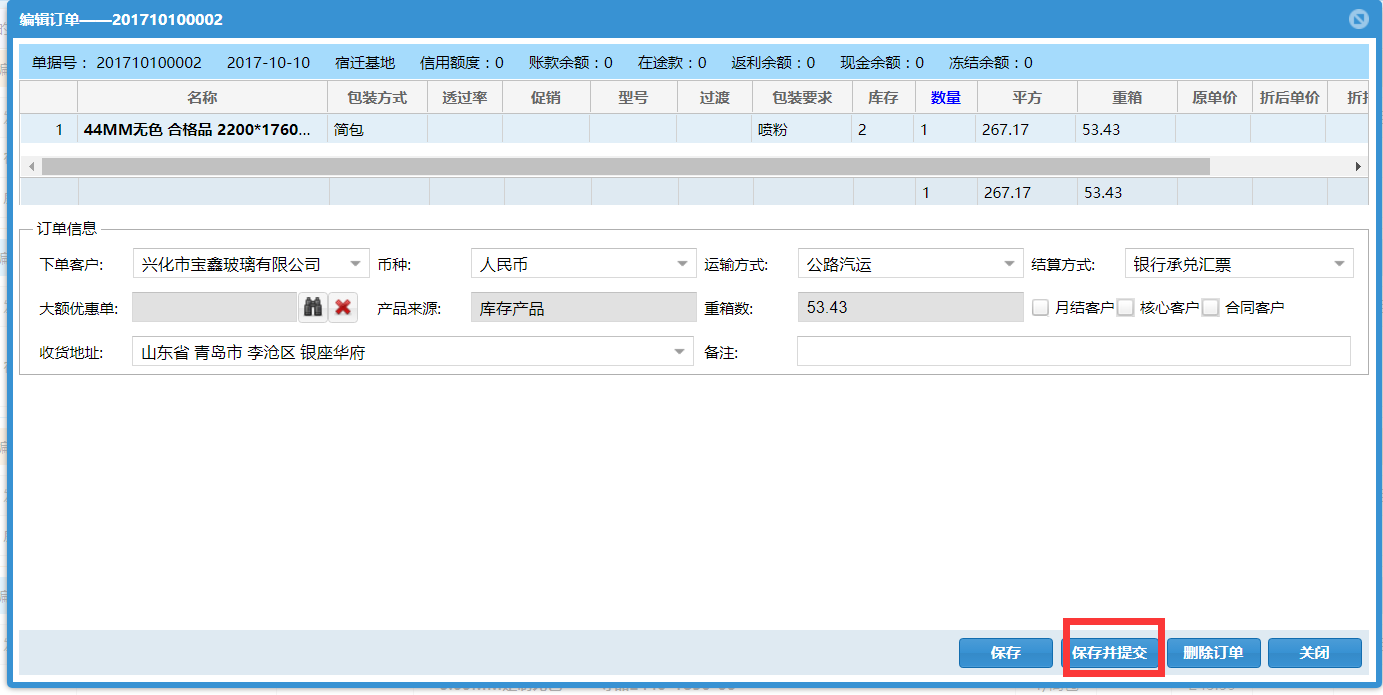 编辑订单——201710100002
单据号： 201710100002 2017-10-10 宿迁基地 信用额度：0 账款余额：0 在途款：0 返利余额：0 现金余额：0 冻结余额：0
名称 包装方式 透过率 促销 型号 过渡 包装要求 库存 数量 平方 重箱 原单价 折后单价
1 44MM无色 合格品 2200*1760... 简包 喷粉 2 1 267.17 53.43
1 267.17 53.43
订单信息
下单客户: 兴化市宝鑫玻璃有限公司 币种: 人民币 运输方式: 公路汽运 结算方式: 银行承兑汇票
大额优惠单: 产品来源: 库存产品 重箱数: 53.43 月结客户 核心客户 合同客户
收货地址: 山东省 青岛市 李沧区 银座华府 备注:
保存 保存并提交 删除订单 关闭